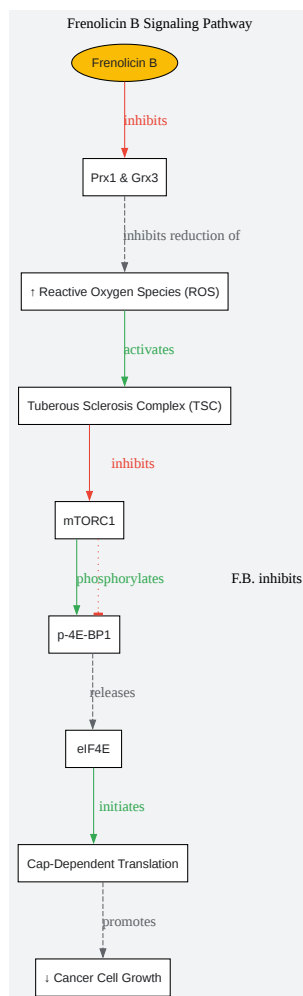 Frenolicin B Signaling Pathway
Frenolicin B
inhibits
Prx1 & Grx3
inhibits reduction of
↑ Reactive Oxygen Species (ROS)
activates
Tuberous Sclerosis Complex (TSC)
inhibits
mTORC1
phosphorylates
F.B. inhibits
p-4E-BP1
releases
eIF4E
initiates
Cap-Dependent Translation
promotes
↓ Cancer Cell Growth